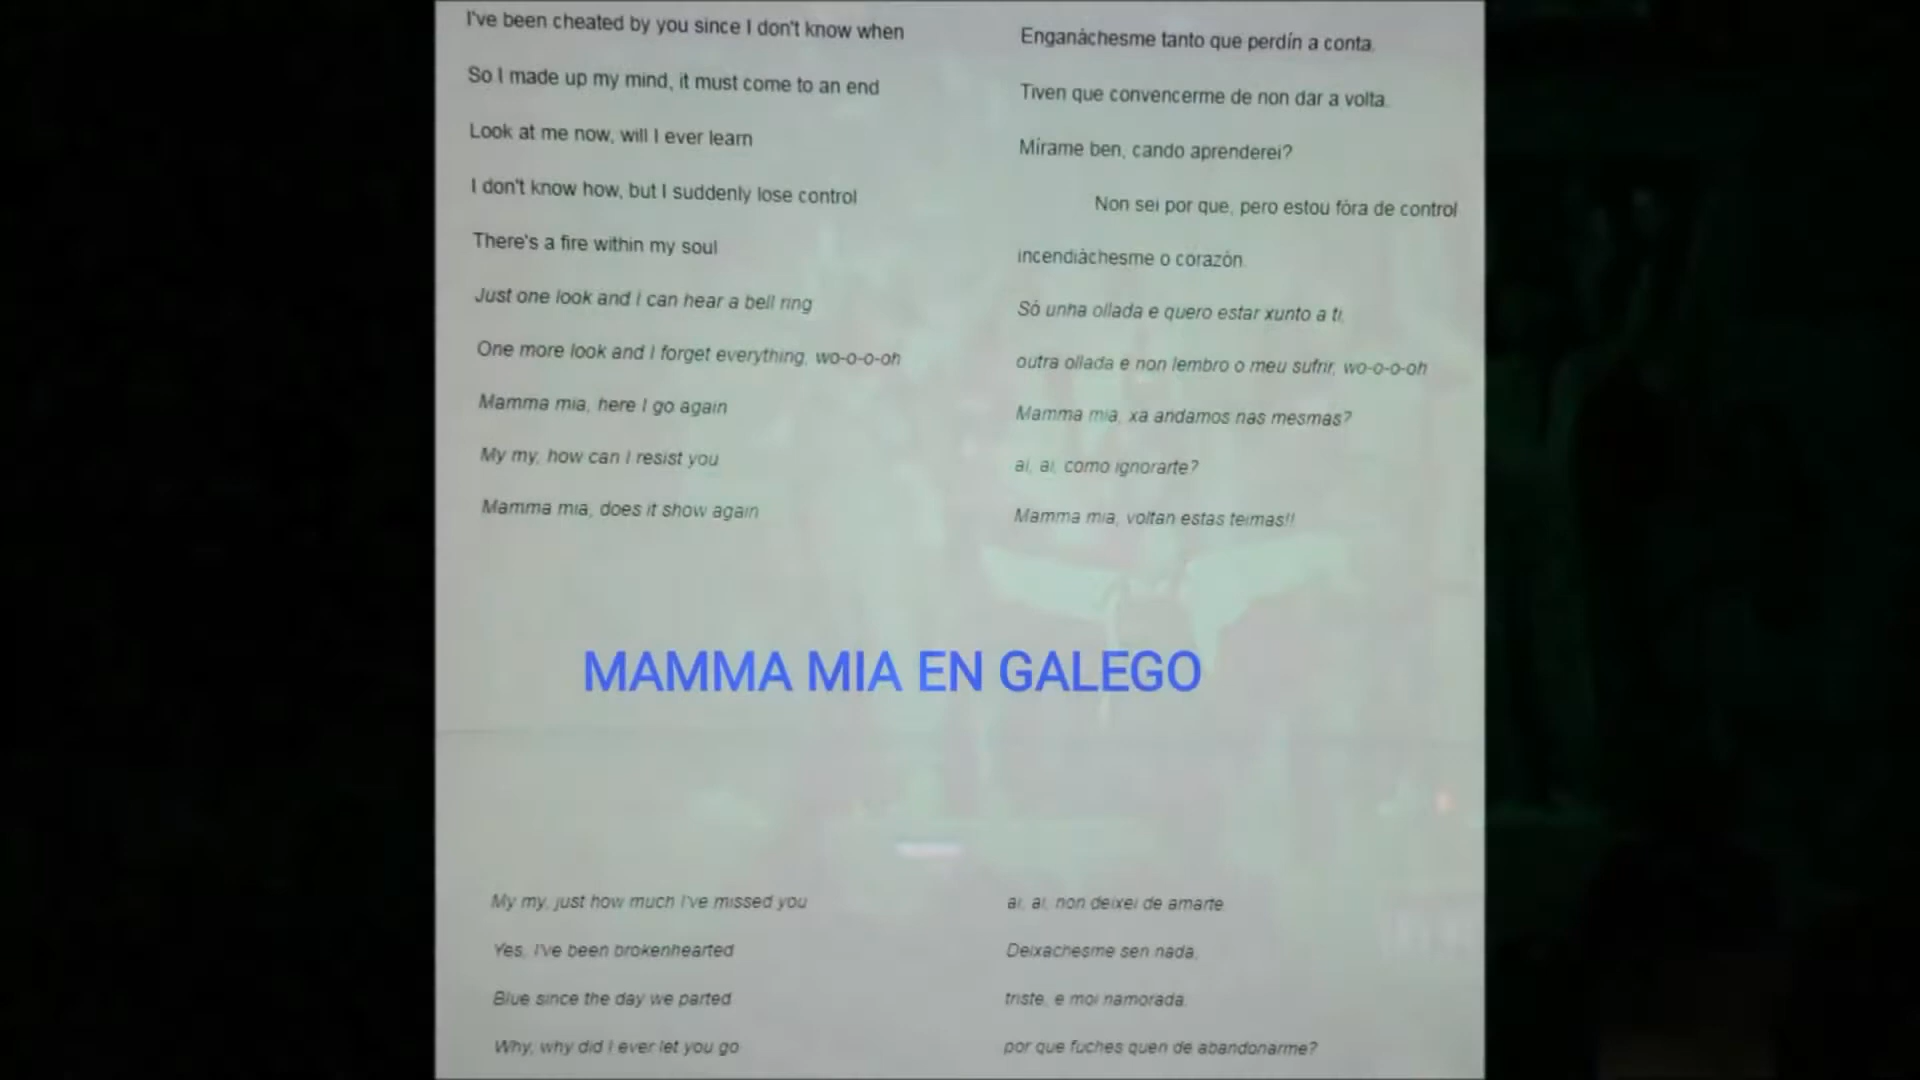 I've been cheated by you since I don't know when
So I made up my mind, it must come to an end
Look at me now, will I ever learn
I don't know how, but I suddenly lose control
There's a fire within my soul
Just one look and I can hear a bell ring
One more look and I forget everything, wo-o-o-oh
Mamma mia, here I go again
My my, how can I resist you
Mamma mia, does it show again
Enganáchesme tanto que perdín a conta.
Tiven que convencerme de non dar a volta.
Mírame ben, cando aprenderei?
Non sei por que, pero estou fóra de control
incendiáchesme o corazón.
Só unha ollada e quero estar xunto a ti,
outra ollada e non lembro o meu sufrir, wo-o-o-oh
Mamma mia, xa andamos nas mesmas?
ai, ai, como ignorarte?
Mamma mia, voltan estas teimas!!
MAMMA MIA EN GALEGO
My my, just how much I've missed you
Yes, I've been brokenhearted
Blue since the day we parted
Why, why did I ever let you go
ai, ai, non deixei de amarte.
Deixachesme sen nada,
triste, e moi namorada.
por que fuches quen de abandonarme?